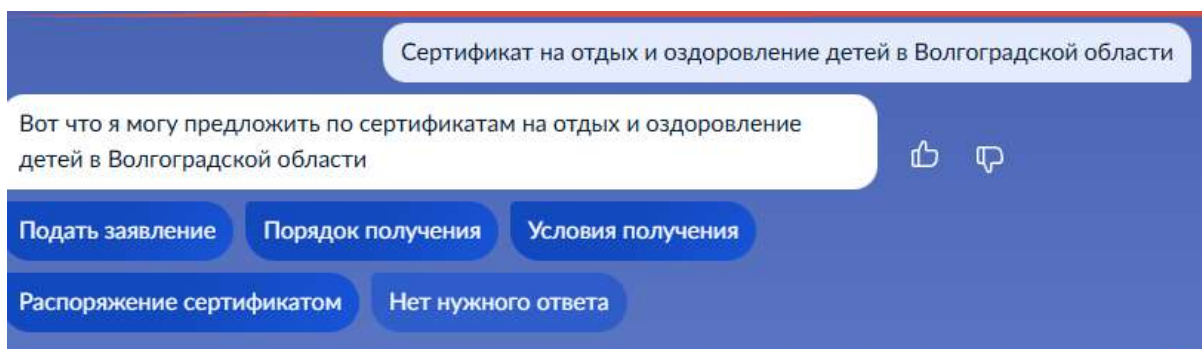 Сертификат на отдых и оздоровление детей в Волгоградской области
Вот что я могу предложить по сертификатам на отдых и оздоровление
детей в Волгоградской области
Подать заявление
Порядок получения
Условия получения
Распоряжение сертификатом
Нет нужного ответа